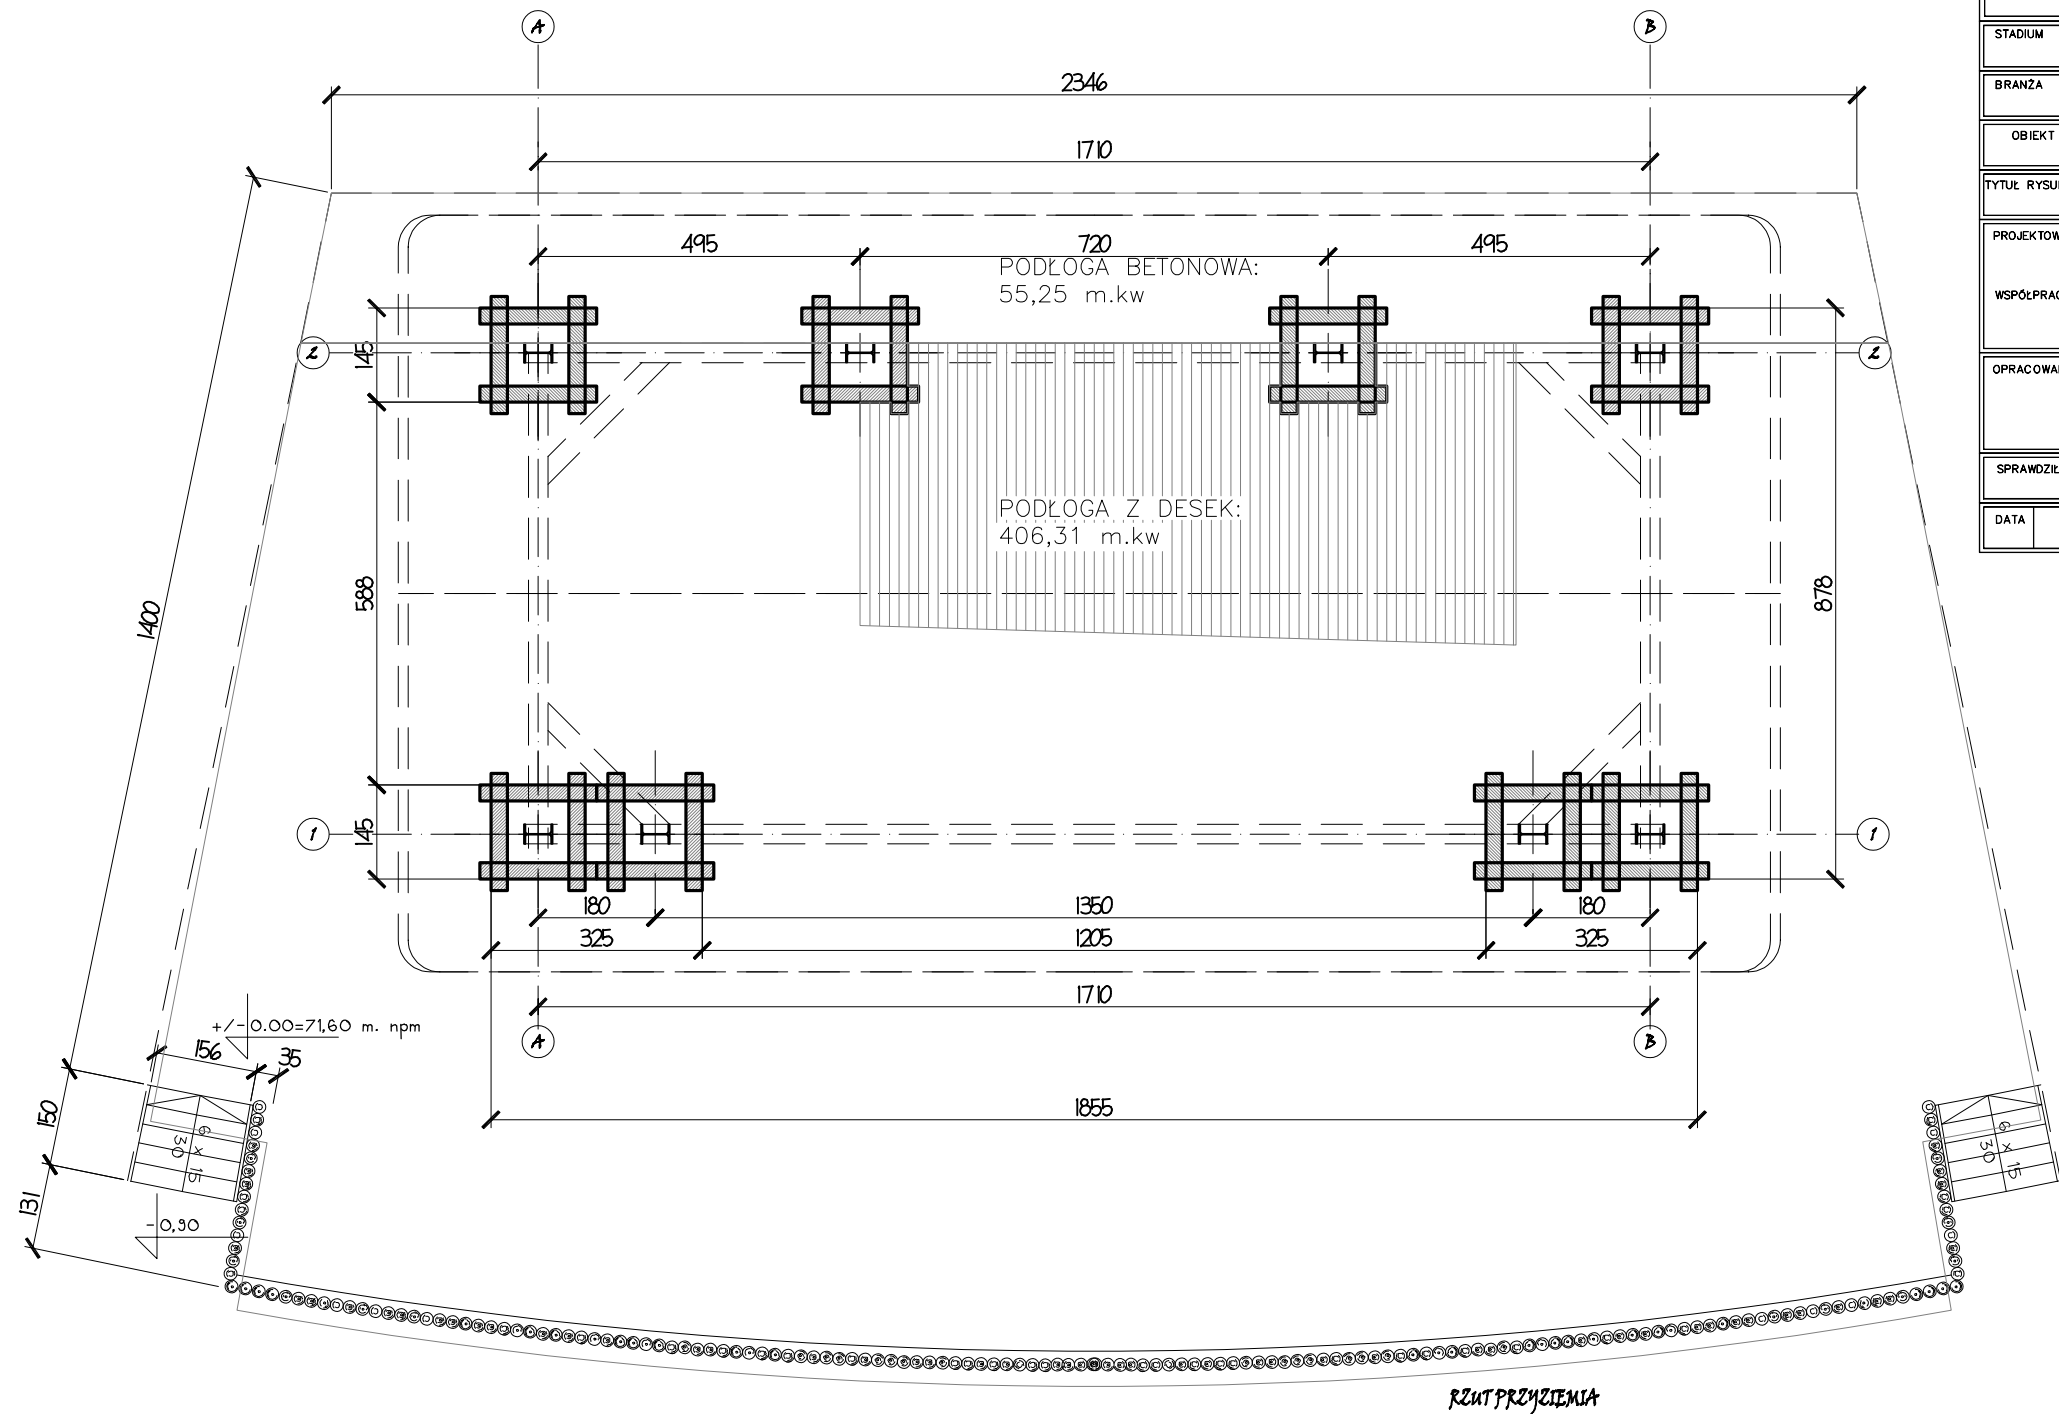 A
B
STADIUM
2346
BRANŻA
OBIEKT
1710
TYTUŁ RYSU
PROJEKTOW
495
720
495
PODŁOGA BETONOWA:
55,25 m.kw
WSPÓŁPRAC
145
2
2
OPRACOWA
SPRAWDZIŁ
PODŁOGA Z DESEK:
406,31 m.kw
DATA
588
878
1400
145
1
1
180
1350
180
325
1205
325
1710
+/-0.00=71,60 m. npm
A
B
156
35
150
1855
6 x 15
30
6 x 15
30
131
-0,90
RZUT PRZYZIEMIA